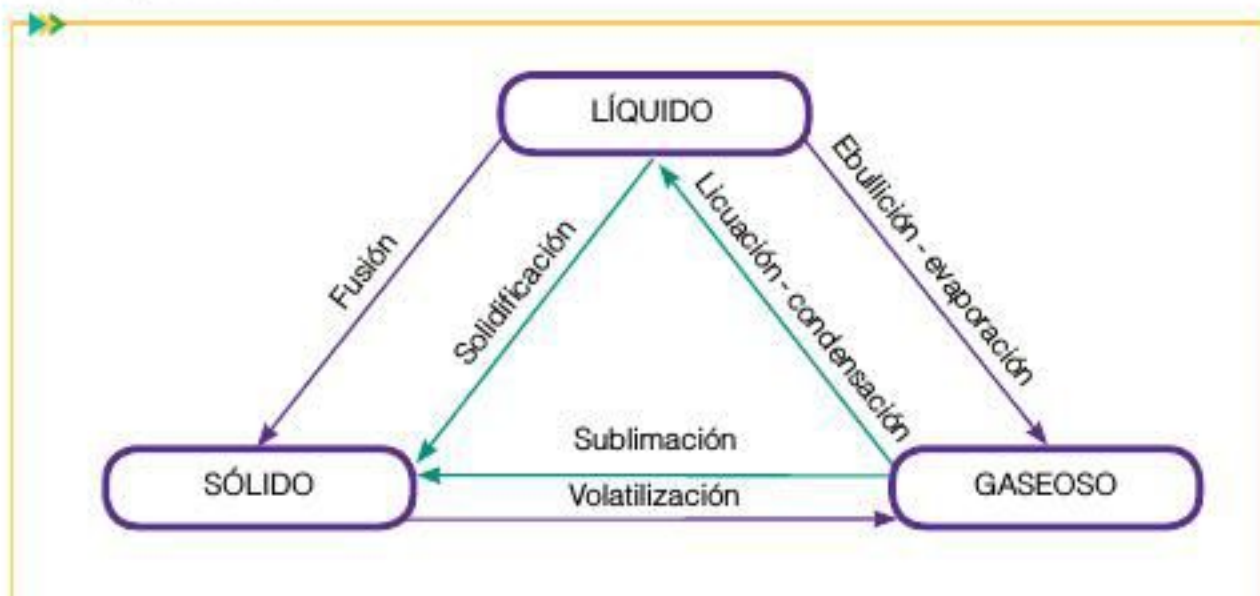 LÍQUIDO
Fusión
Solidificación
Licuación - condensación
Ebullición - evaporación
Sublimación
SÓLIDO
Volatilización
GASEOSO